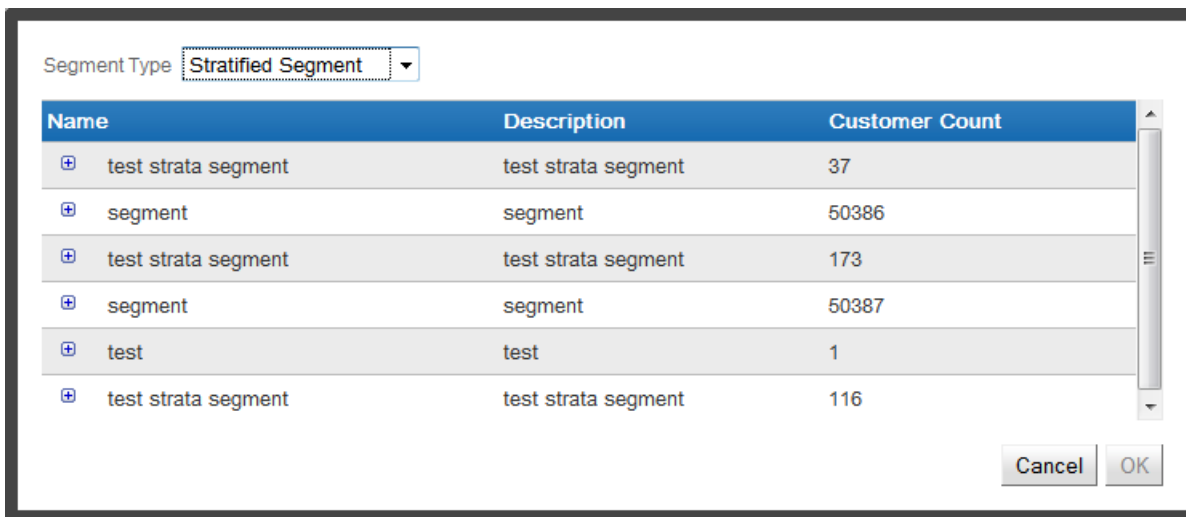 Segment Type Stratified Segment
Name Description Customer Count
test strata segment test strata segment 37
segment segment 50386
test strata segment test strata segment 173
segment segment 50387
test test 1
test strata segment test strata segment 116
Cancel OK